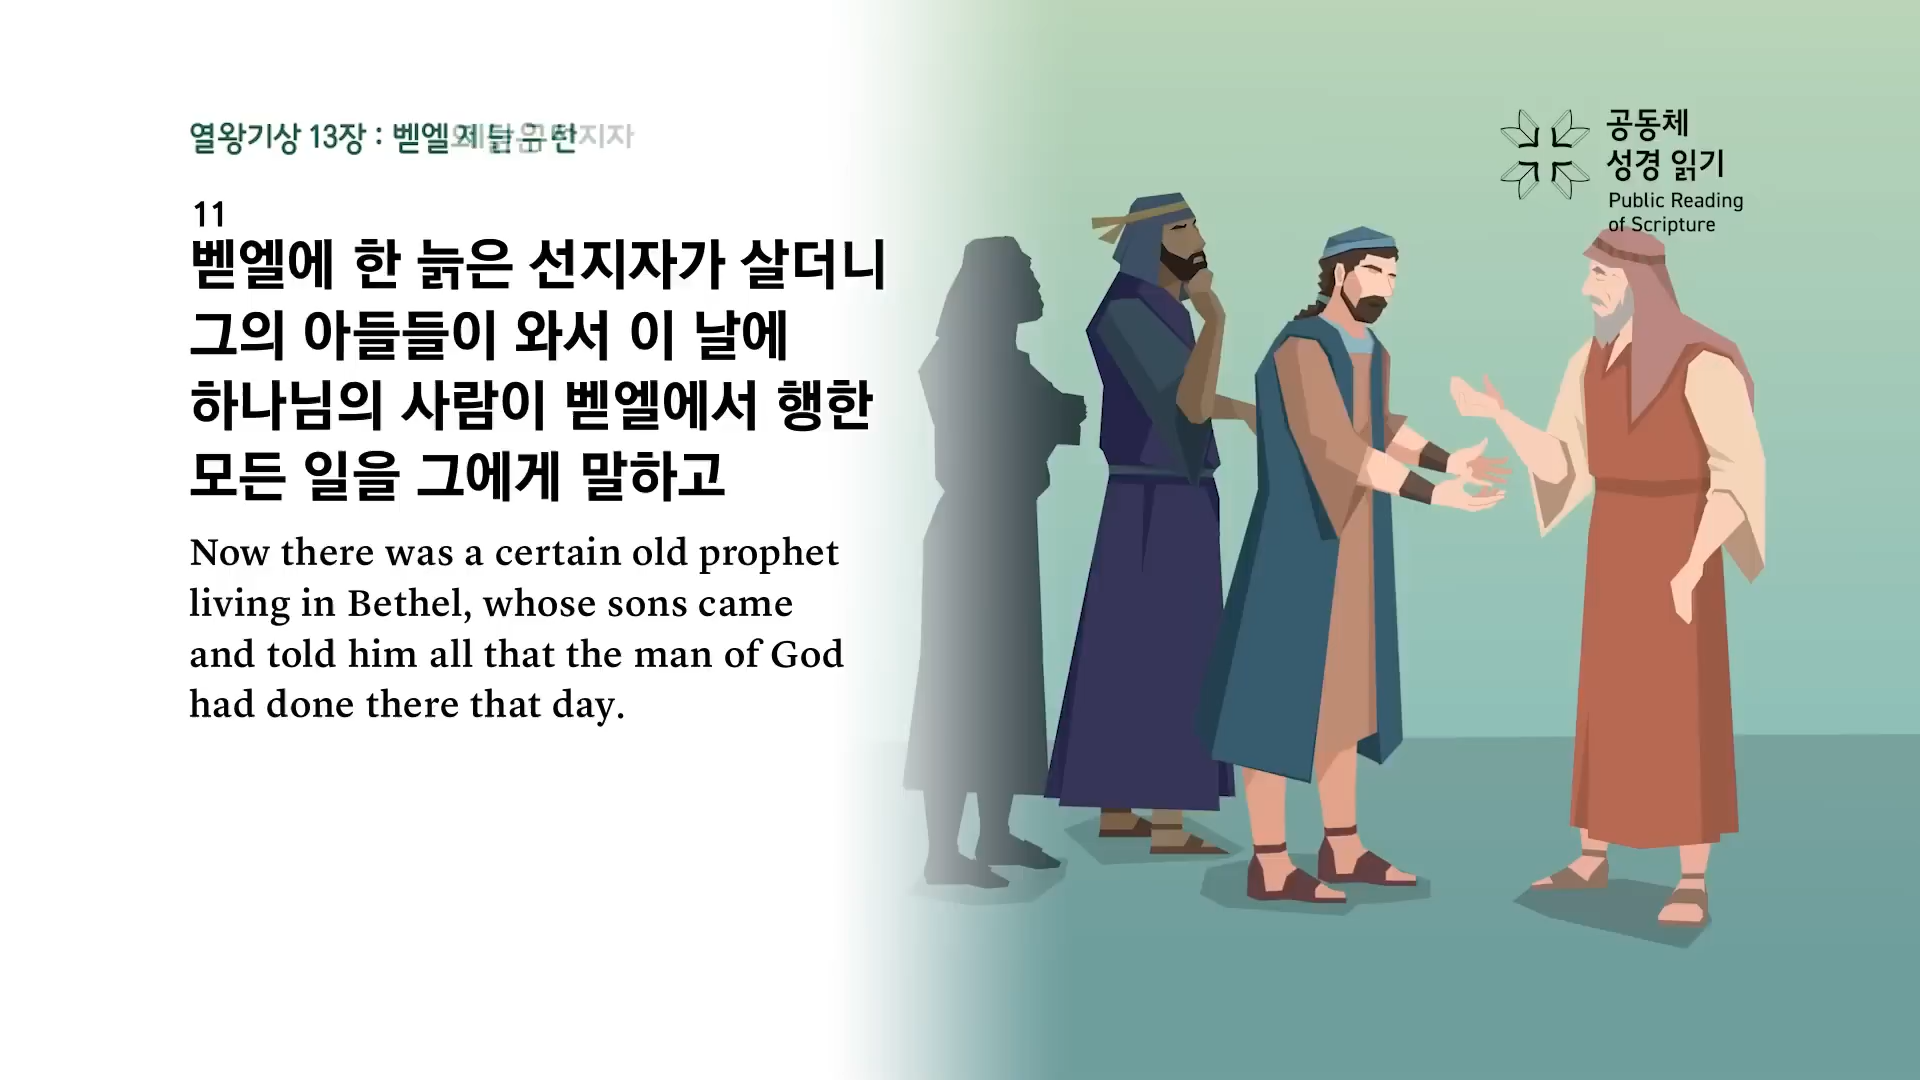 열왕기상 13장 : 벧엘
11
벧엘에 한 늙은 선지자가 살더니
그의 아들들이 와서 이 날에
하나님의 사람이 벧엘에서 행한
모든 일을 그에게 말하고
Now there was a certain old prophet
living in Bethel, whose sons came
and told him all that the man of God
had done there that day.
공동체
성경 읽기
Public Reading
of Scripture